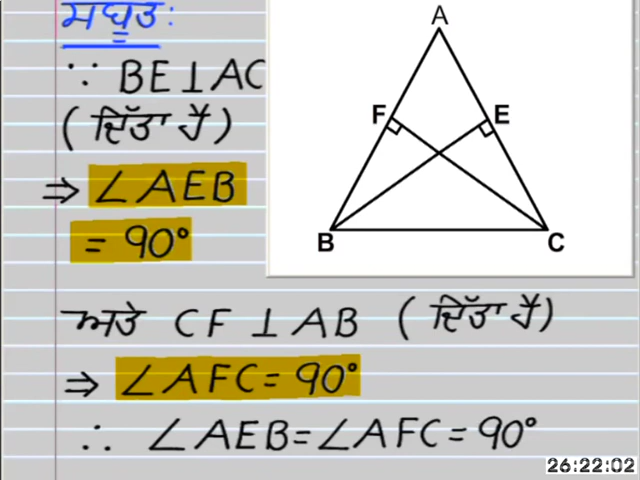 ਸਬੂਤ:
∵ BE⊥AC
(ਦਿੱਤਾ ਹੈ)
⇒ ∠AEB
= 90°
ਅਤੇ CF ⊥ AB (ਦਿੱਤਾ ਹੈ)
⇒ ∠AFC = 90°
∴ ∠AEB = ∠AFC = 90°
A
F
E
B
C
26:22:02